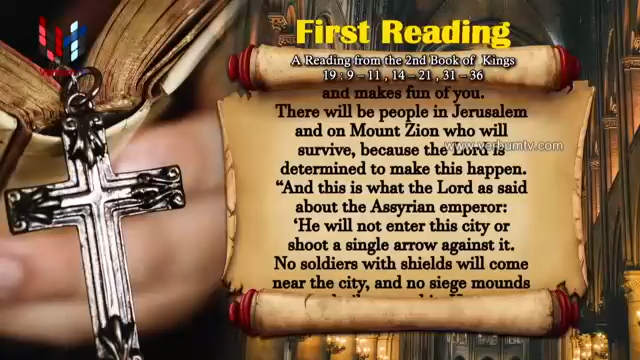 First Reading
A Reading from the 2nd Book of Kings
19 : 9 – 11 , 14 – 21 , 31 – 36
and makes fun of you.
There will be people in Jerusalem
and on Mount Zion who will
survive, because the Lord is
www.verbumtv.com
determined to make this happen.
“And this is what the Lord as said
about the Assyrian emperor:
‘He will not enter this city or
shoot a single arrow against it.
No soldiers with shields will come
near the city, and no siege mounds